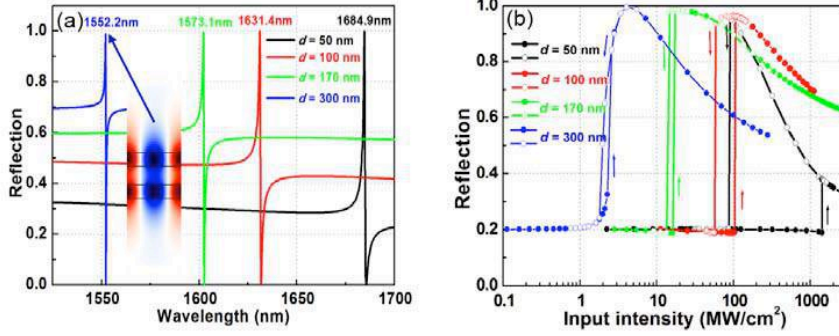 (a)
1552.2nm 1573.1nm 1631.4nm 1684.9nm
d = 50 nm
d = 100 nm
d = 170 nm
d = 300 nm
Reflection
1.0
0.8
0.6
0.4
0.2
0.0
1550 1600 1650 1700
Wavelength (nm)
(b)
d = 50 nm
d = 100 nm
d = 170 nm
d = 300 nm
Reflection
1.0
0.8
0.6
0.4
0.2
0.0
0.1 1 10 100 1000
Input intensity (MW/cm²)